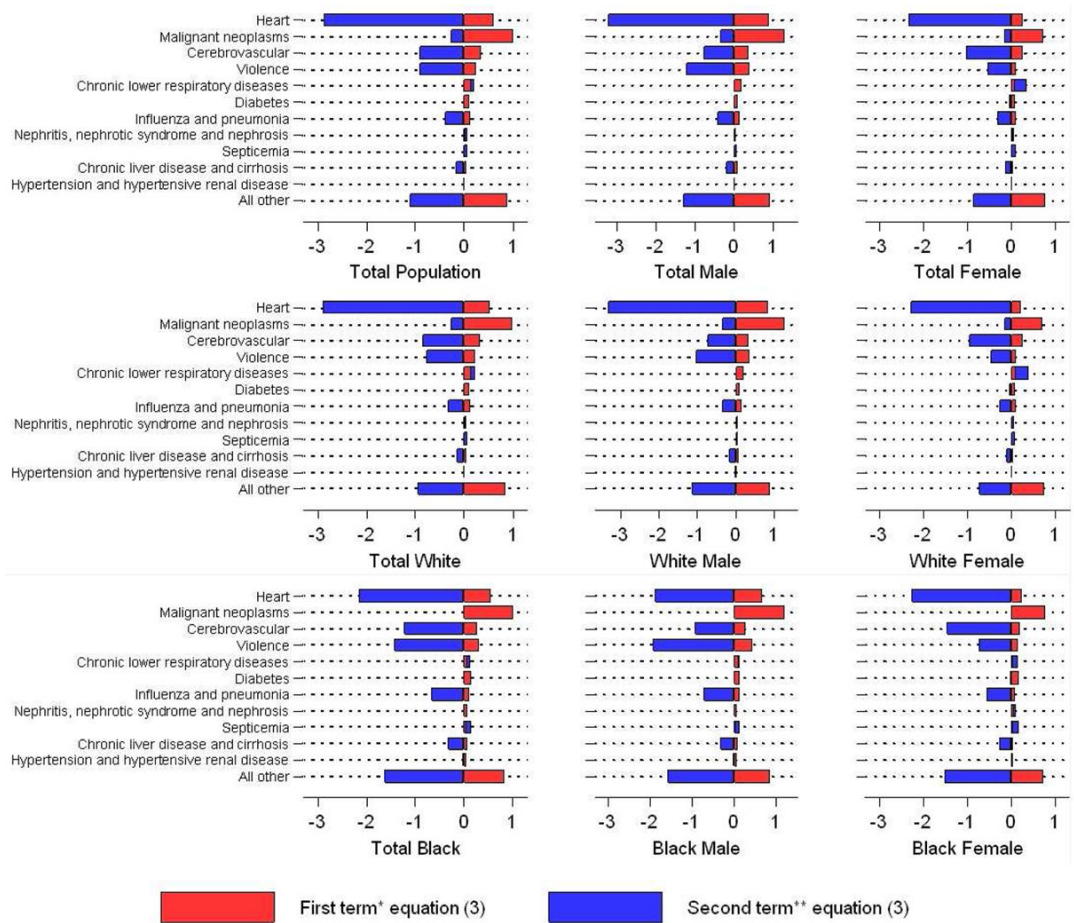 Heart
Malignant neoplasms
Cerebrovascular
Violence
Chronic lower respiratory diseases
Diabetes
Influenza and pneumonia
Nephritis, nephrotic syndrome and nephrosis
Septicemia
Chronic liver disease and cirrhosis
Hypertension and hypertensive renal disease
All other
-3 -2 -1 0 1
Total Population
-3 -2 -1 0 1
Total Male
-3 -2 -1 0 1
Total Female
Heart
Malignant neoplasms
Cerebrovascular
Violence
Chronic lower respiratory diseases
Diabetes
Influenza and pneumonia
Nephritis, nephrotic syndrome and nephrosis
Septicemia
Chronic liver disease and cirrhosis
Hypertension and hypertensive renal disease
All other
-3 -2 -1 0 1
Total White
-3 -2 -1 0 1
White Male
-3 -2 -1 0 1
White Female
Heart
Malignant neoplasms
Cerebrovascular
Violence
Chronic lower respiratory diseases
Diabetes
Influenza and pneumonia
Nephritis, nephrotic syndrome and nephrosis
Septicemia
Chronic liver disease and cirrhosis
Hypertension and hypertensive renal disease
All other
-3 -2 -1 0 1
Total Black
-3 -2 -1 0 1
Black Male
-3 -2 -1 0 1
Black Female
First term* equation (3)
Second term** equation (3)